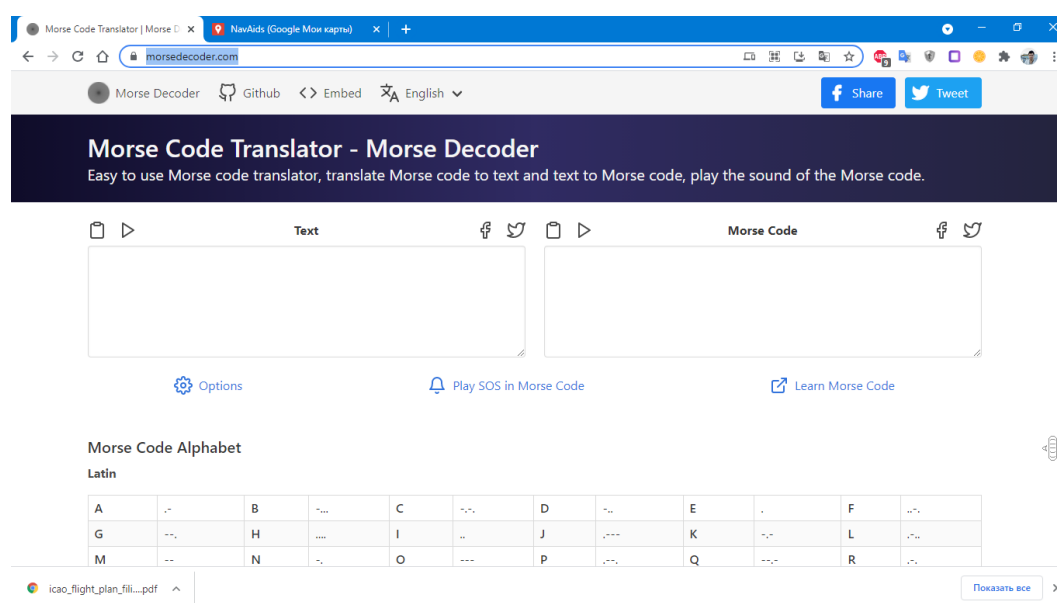 Morse Code Translator | Morse D
NavAids (Google Мои карты)
morsedecoder.com
9
Morse Decoder Github Embed English Share Tweet
Morse Code Translator - Morse Decoder
Easy to use Morse code translator, translate Morse code to text and text to Morse code, play the sound of the Morse code.
Text Morse Code
Options Play SOS in Morse Code Learn Morse Code
Morse Code Alphabet
Latin
A .- B -... C -.-. D -.. E . F ..-.
G --. H .... I .. J .--- K -.- L .-..
M -- N -. O --- P .--. Q --.- R .-.
icao_flight_plan_fili....pdf Показать все